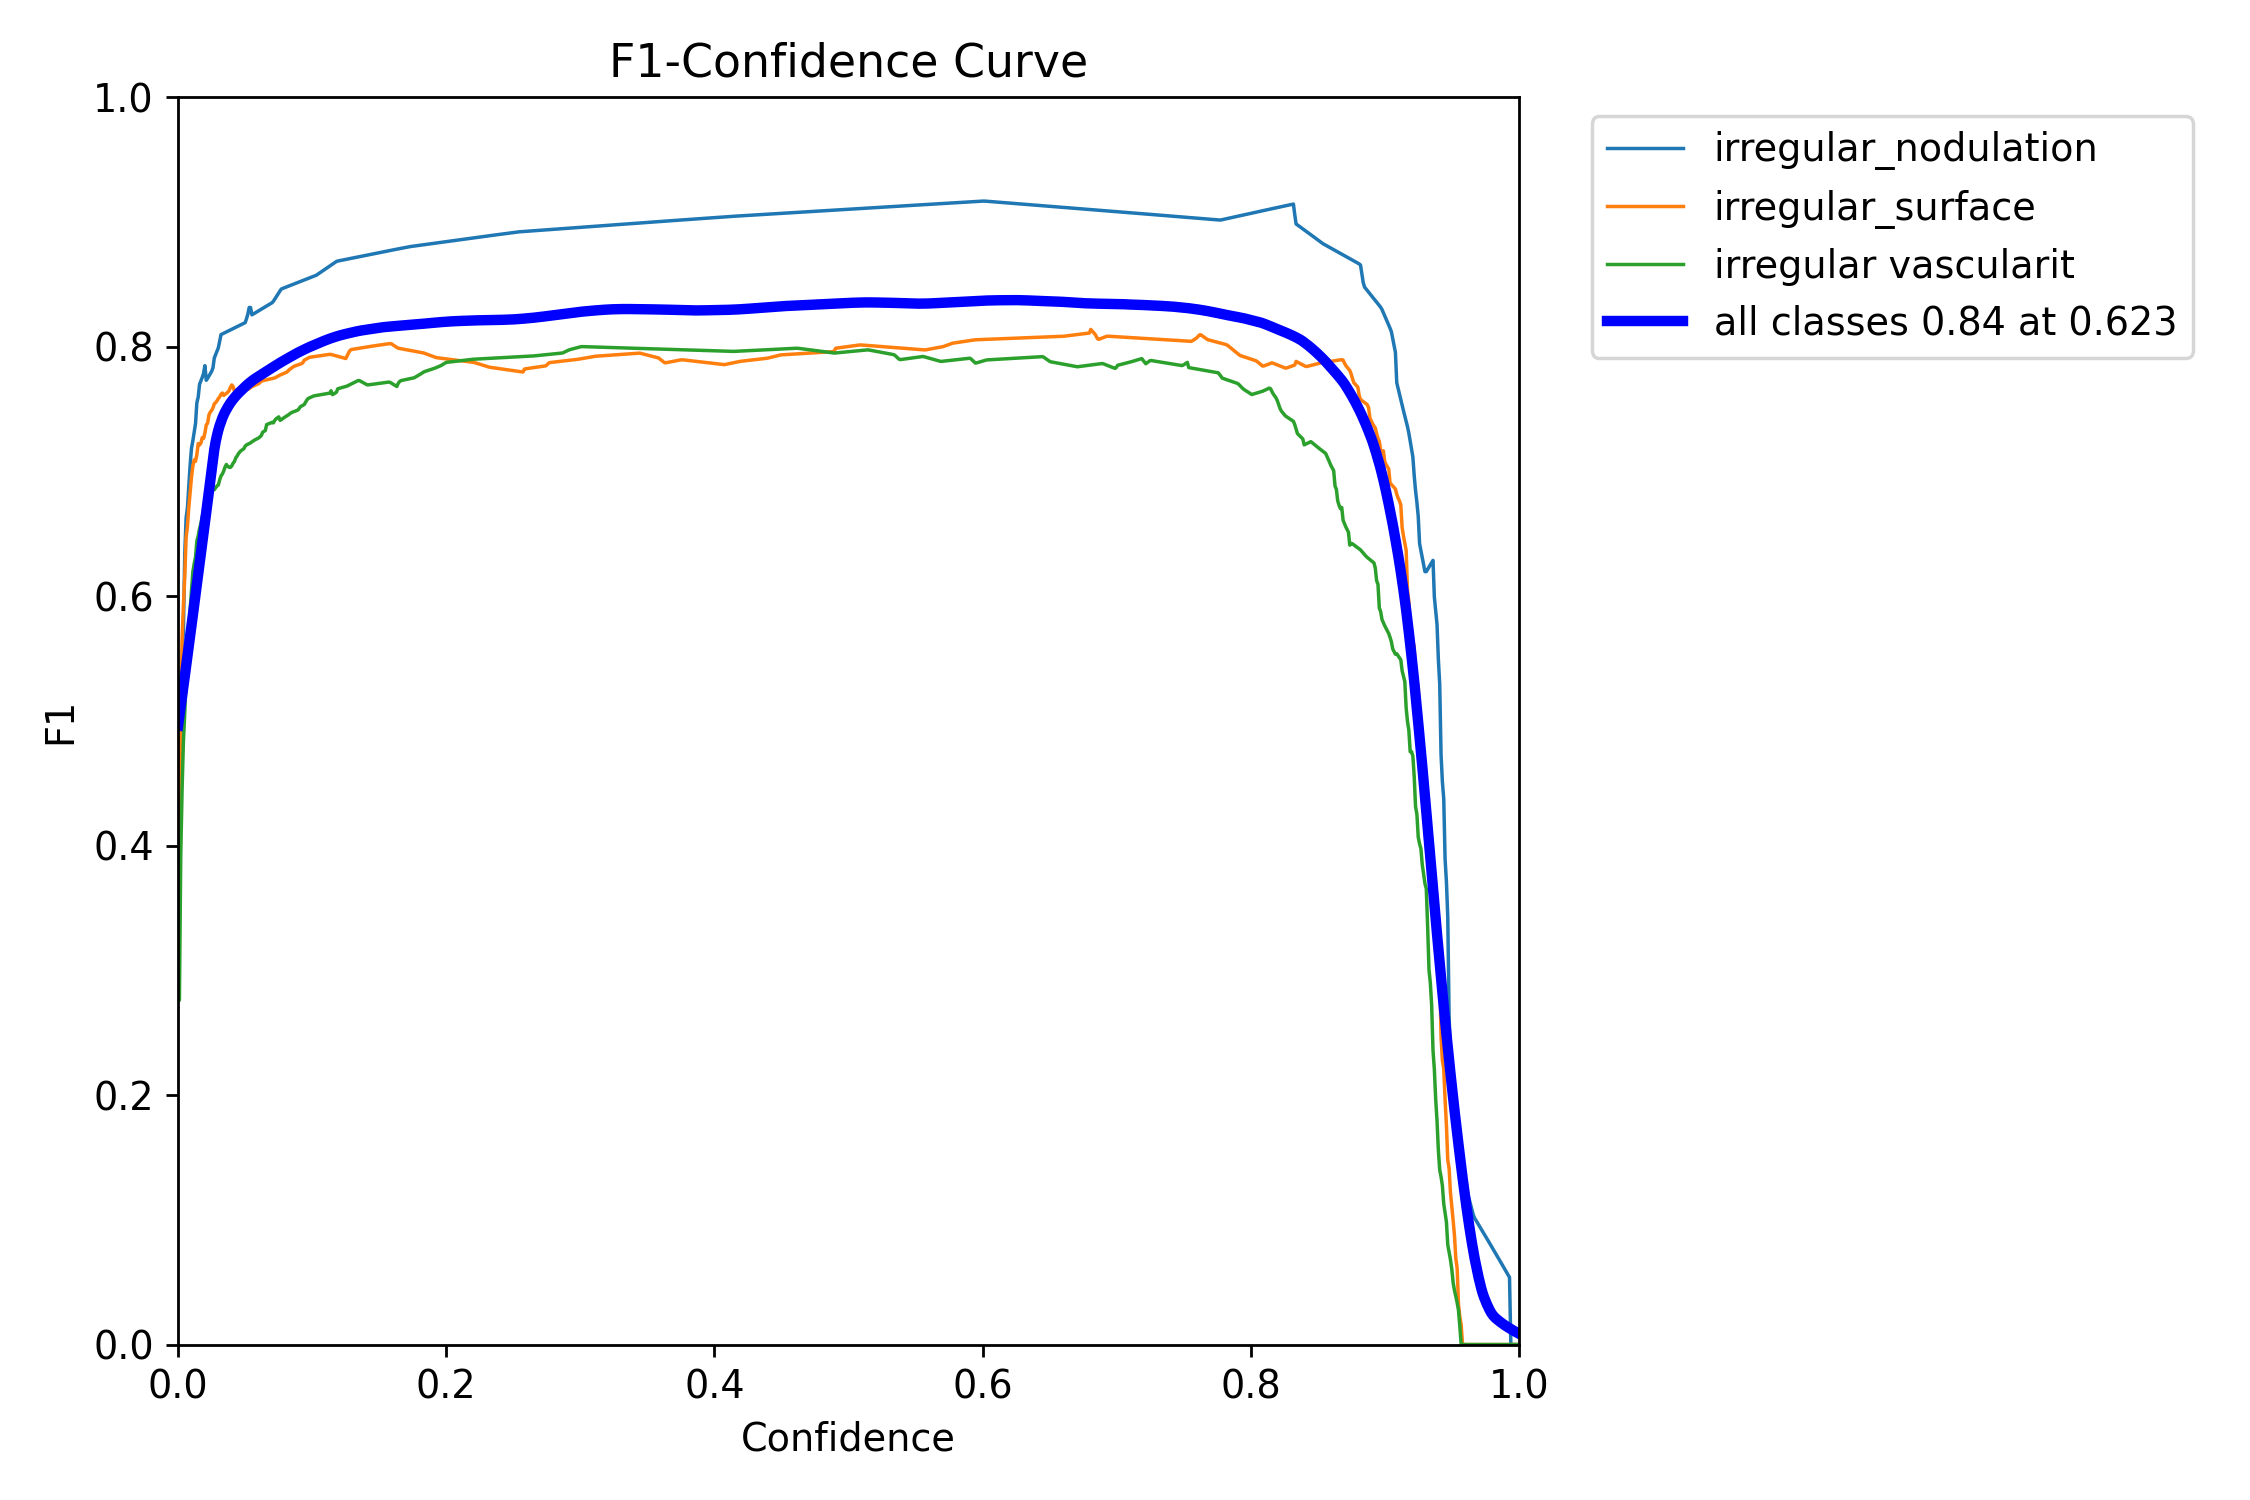 F1-Confidence Curve
1.0
0.8
0.6
0.4
0.2
0.0
F1
0.0 0.2 0.4 0.6 0.8 1.0
Confidence
irregular_nodulation
irregular_surface
irregular vascularit
all classes 0.84 at 0.623